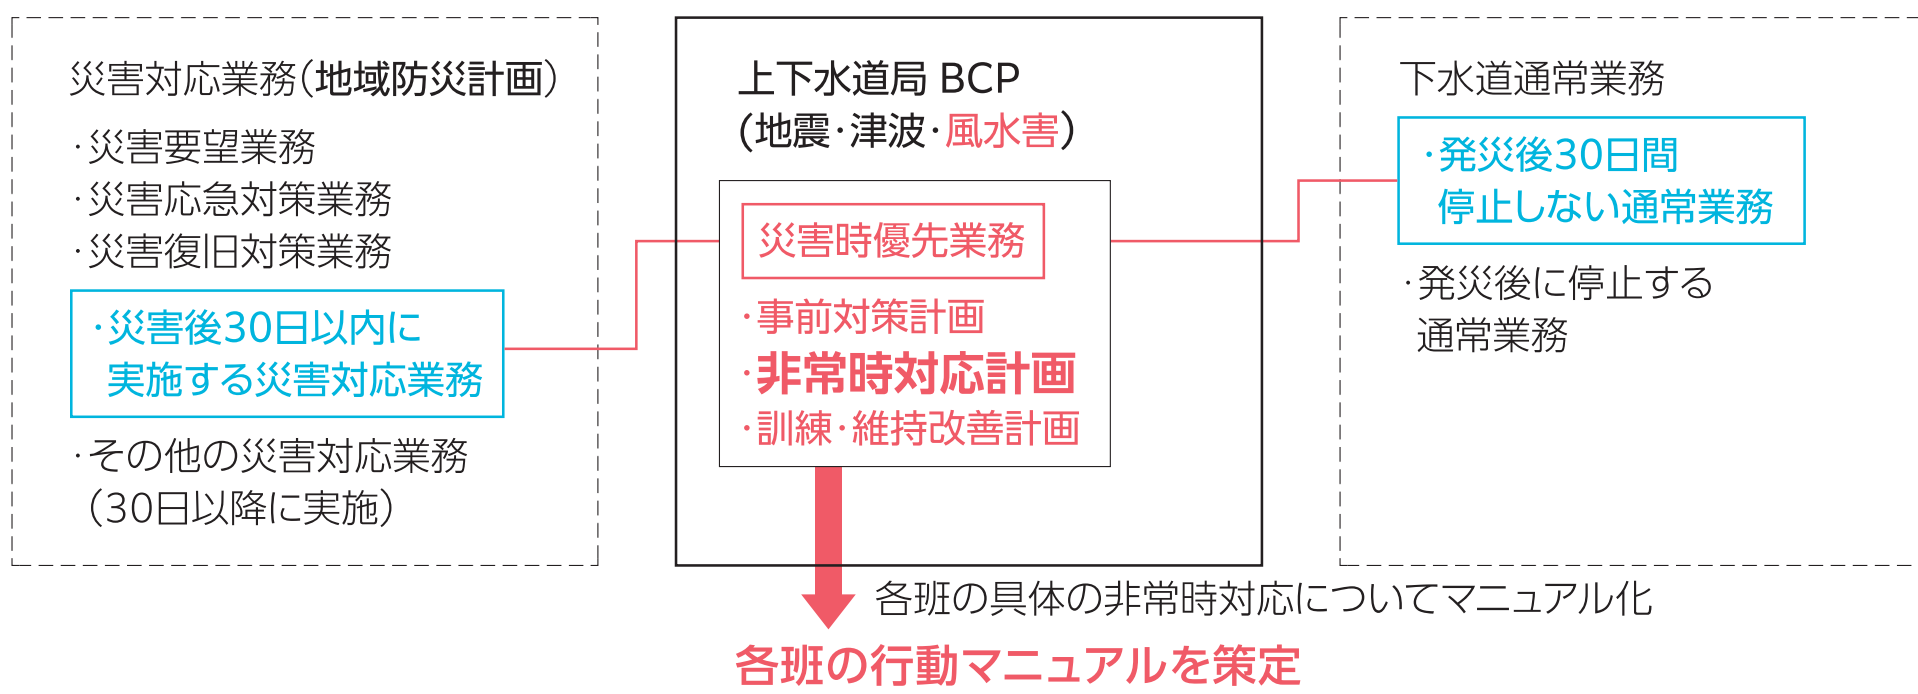 災害対応業務（地域防災計画）
・災害要望業務
・災害応急対策業務
・災害復旧対策業務
・災害後30日以内に
実施する災害対応業務
・その他の災害対応業務
（30日以降に実施）
上下水道局 BCP
（地震・津波・風水害）
災害時優先業務
・事前対策計画
・非常時対応計画
・訓練・維持改善計画
下水道通常業務
・発災後30日間
停止しない通常業務
・発災後に停止する
通常業務
各班の具体の非常時対応についてマニュアル化
各班の行動マニュアルを策定